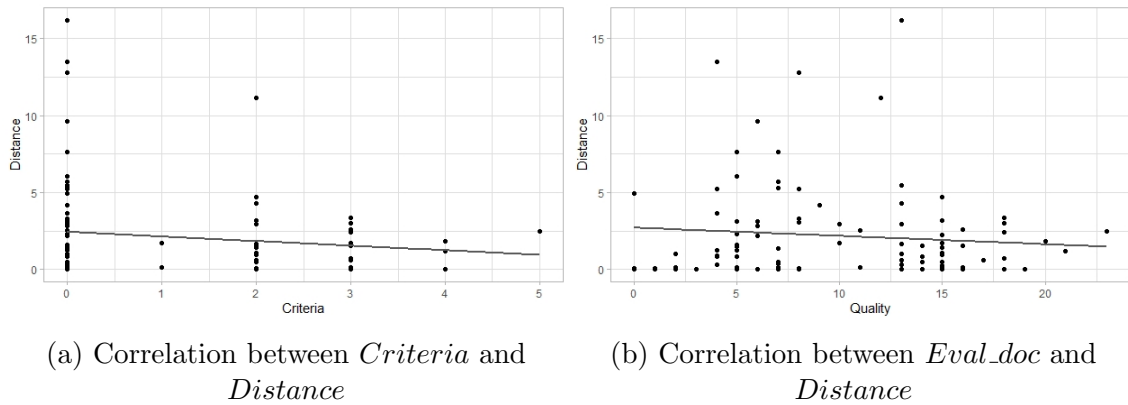 15
10
5
0
Distance
0
1
2
3
4
5
Criteria
15
10
5
0
Distance
0
5
10
15
20
Quality
(a) Correlation between Criteria and
Distance
(b) Correlation between Eval_doc and
Distance